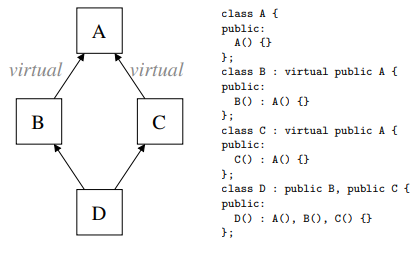 A
virtual virtual
B C
D
class A {
public:
  A() {}
};
class B : virtual public A {
public:
  B() : A() {}
};
class C : virtual public A {
public:
  C() : A() {}
};
class D : public B, public C {
public:
  D() : A(), B(), C() {}
};